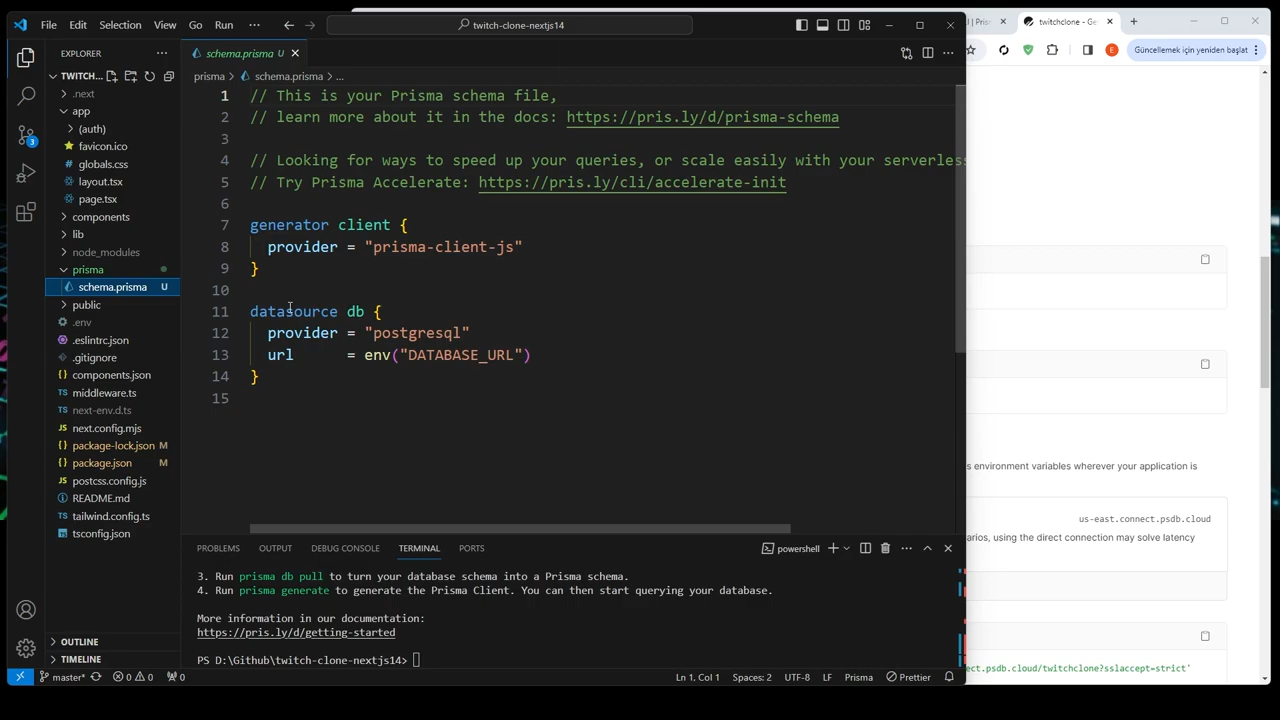 File Edit Selection View Go Run ··· twitch-clone-nextjs14
twitchclone - Ge
EXPLORER
schema.prisma U
Güncellemek için yeniden başlat
TWITCH...
prisma > schema.prisma > ...
.next
app
(auth)
favicon.ico
globals.css
layout.tsx
page.tsx
components
lib
node_modules
prisma
schema.prisma U
public
.env
.eslintrc.json
.gitignore
components.json
middleware.ts
next-env.d.ts
next.config.mjs
package-lock.json M
package.json M
postcss.config.js
README.md
tailwind.config.ts
tsconfig.json
OUTLINE
TIMELINE
1 // This is your Prisma schema file,
2 // learn more about it in the docs: https://pris.ly/d/prisma-schema
3
4 // Looking for ways to speed up your queries, or scale easily with your serverless
5 // Try Prisma Accelerate: https://pris.ly/cli/accelerate-init
6
7 generator client {
8 provider = "prisma-client-js"
9 }
10
11 datasource db {
12 provider = "postgresql"
13 url = env("DATABASE_URL")
14 }
15
PROBLEMS OUTPUT DEBUG CONSOLE TERMINAL PORTS powershell
3. Run prisma db pull to turn your database schema into a Prisma schema.
4. Run prisma generate to generate the Prisma Client. You can then start querying your database.
More information in our documentation:
https://pris.ly/d/getting-started
PS D:\Github\twitch-clone-nextjs14>
master* 0 0 0 Ln 1, Col 1 Spaces: 2 UTF-8 LF Prisma Prettier
s environment variables wherever your application is
us-east.connect.psdb.cloud
arios, using the direct connection may solve latency
ect.psdb.cloud/twitchclone?sslaccept=strict'